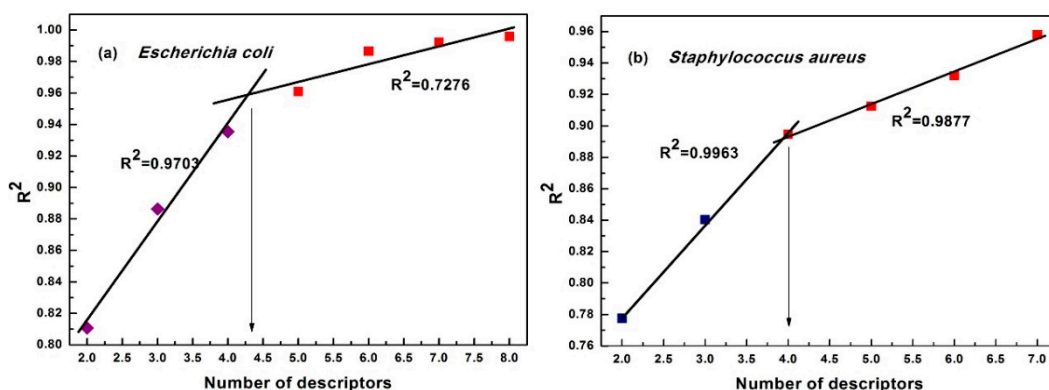 (a) Escherichia coli
R²=0.7276
R²=0.9703
R²
1.00
0.98
0.96
0.94
0.92
0.90
0.88
0.86
0.84
0.82
0.80
2.0 2.5 3.0 3.5 4.0 4.5 5.0 5.5 6.0 6.5 7.0 7.5 8.0
Number of descriptors
(b) Staphylococcus aureus
R²=0.9877
R²=0.9963
R²
0.96
0.94
0.92
0.90
0.88
0.86
0.84
0.82
0.80
0.78
0.76
2.0 2.5 3.0 3.5 4.0 4.5 5.0 5.5 6.0 6.5 7.0
Number of descriptors